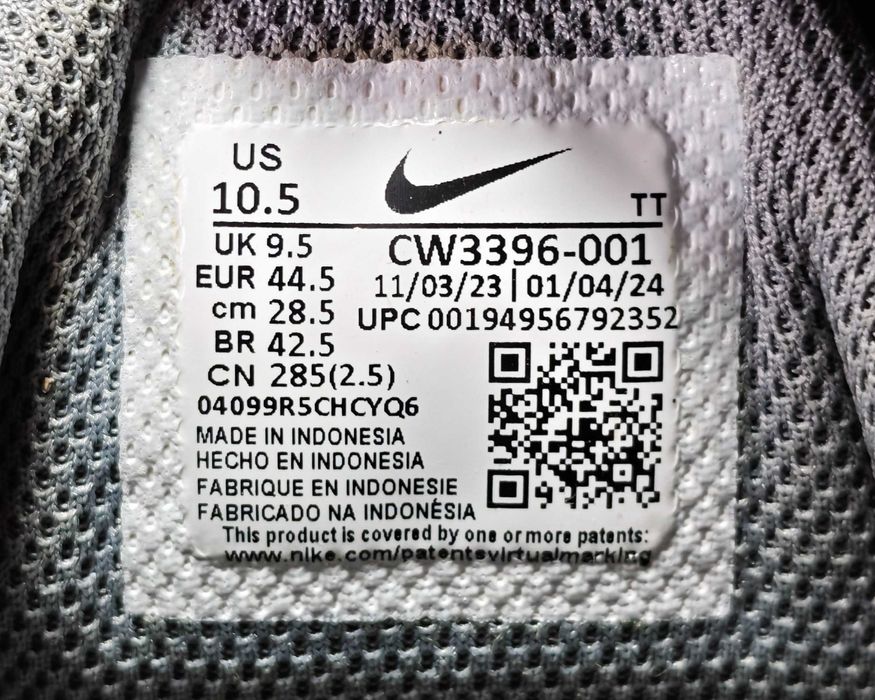 US
10.5
TT
UK 9.5
EUR 44.5
cm 28.5
BR 42.5
CN 285(2.5)
CW3396-001
11/03/23 | 01/04/24
UPC 00194956792352
04099R5CHCYQ6
MADE IN INDONESIA
HECHO EN INDONESIA
FABRIQUE EN INDONESIE
FABRICADO NA INDONÉSIA
This product is covered by one or more patents:
www.nike.com/patentsvirtualmarking